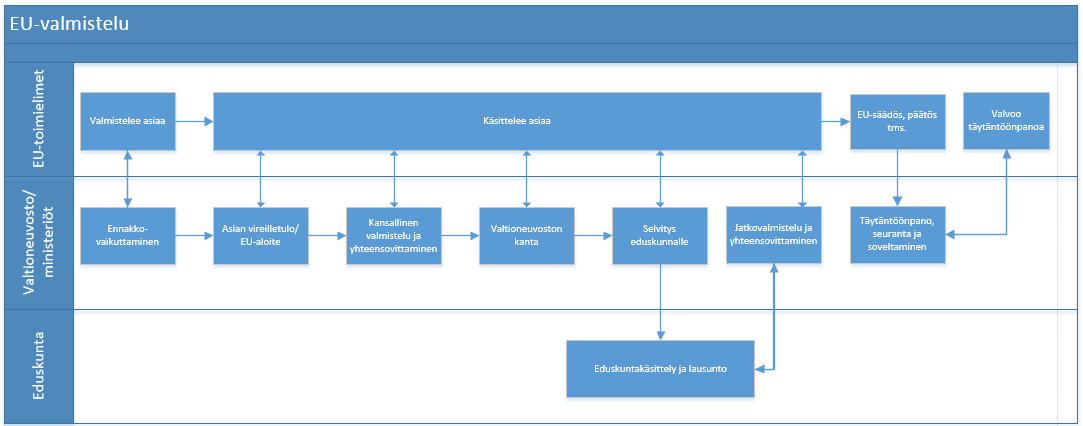 EU-valmistelu
EU-toimielimet
Valmistelee asiaa
Käsittelee asiaa
EU-säädös, päätös
tms.
Valvoo
täytäntöönpanoa
Valtioneuvosto/
ministeriöt
Ennakko-
vaikuttaminen
Asian vireilletulo/
EU-aloite
Kansallinen
valmistelu ja
yhteensovittaminen
Valtioneuvoston
kanta
Selvitys
eduskunnalle
Jatkovalmistelu ja
yhteensovittaminen
Täytäntöönpano,
seuranta ja
soveltaminen
Eduskunta
Eduskuntakäsittely ja lausunto